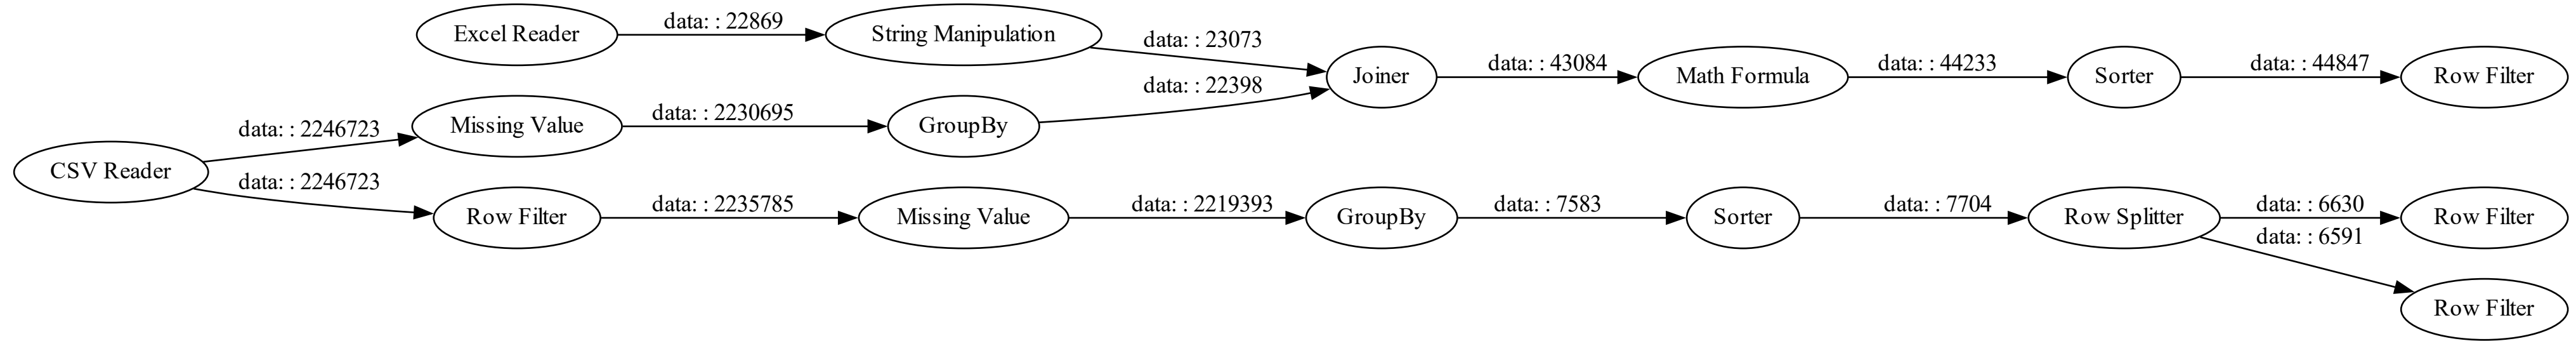 Excel Reader
data: : 22869
String Manipulation
data: : 23073
Joiner
data: : 43084
Math Formula
data: : 44233
Sorter
data: : 44847
Row Filter
CSV Reader
data: : 2246723
Missing Value
data: : 2230695
GroupBy
data: : 22398
data: : 2246723
Row Filter
data: : 2235785
Missing Value
data: : 2219393
GroupBy
data: : 7583
Sorter
data: : 7704
Row Splitter
data: : 6630
Row Filter
data: : 6591
Row Filter